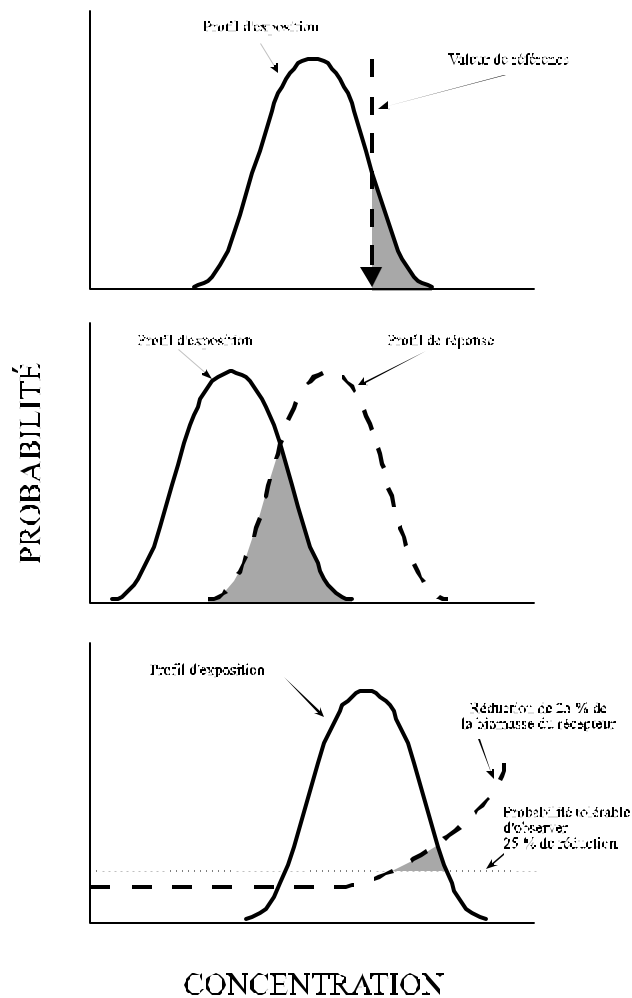 Profil d'exposition
Valeur de référence
Profil d'exposition
Profil de réponse
PROBABILITÉ
Profil d'exposition
Réduction de 25 % de
la biomasse du récepteur
Probabilité tolérable
d'observer
25 % de réduction
CONCENTRATION